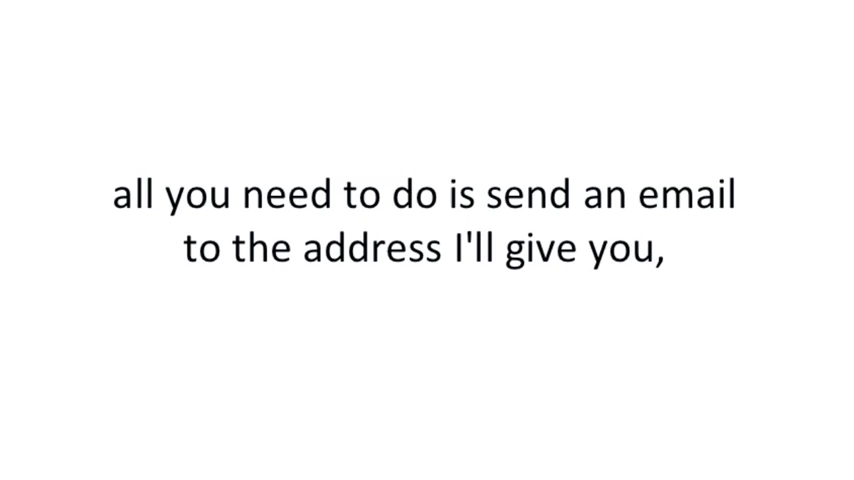 all you need to do is send an email
to the address I'll give you,